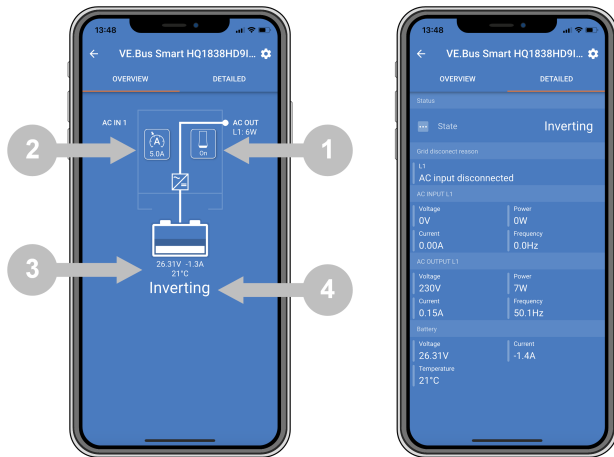 13:48
VE.Bus Smart HQ1838HD9I...
OVERVIEW DETAILED
AC IN 1
AC OUT
L1: 6W
5.0A
On
2
1
3
4
26.31V -1.3A
21°C
Inverting
13:48
VE.Bus Smart HQ1838HD9I...
OVERVIEW DETAILED
Status
State Inverting
Grid disconect reason
L1
AC input disconnected
AC INPUT L1
Voltage Power
0V 0W
Current Frequency
0.00A 0.0Hz
AC OUTPUT L1
Voltage Power
230V 7W
Current Frequency
0.15A 50.1Hz
Battery
Voltage Current
26.31V -1.4A
Temperature
21°C